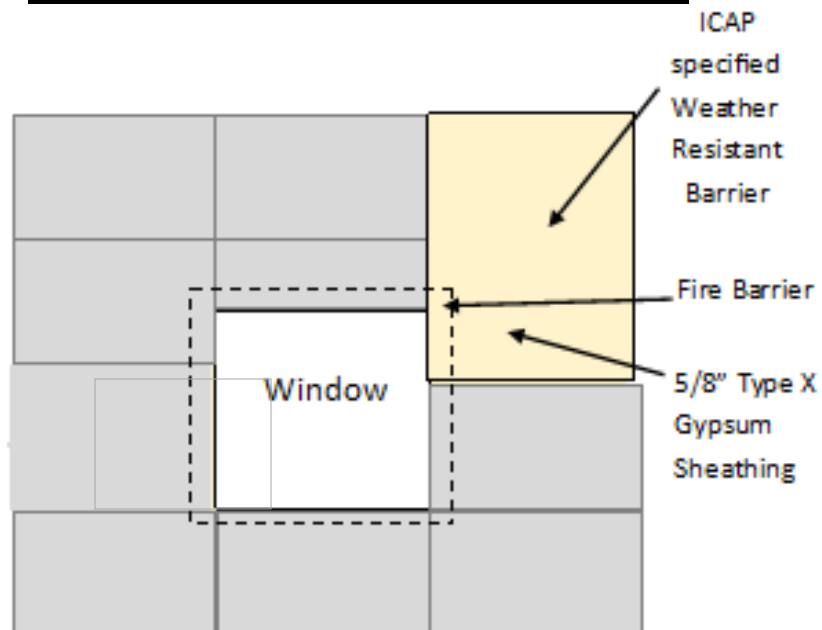 ICAP
specified
Weather
Resistant
Barrier
Fire Barrier
Window
5/8” Type X
Gypsum
Sheathing